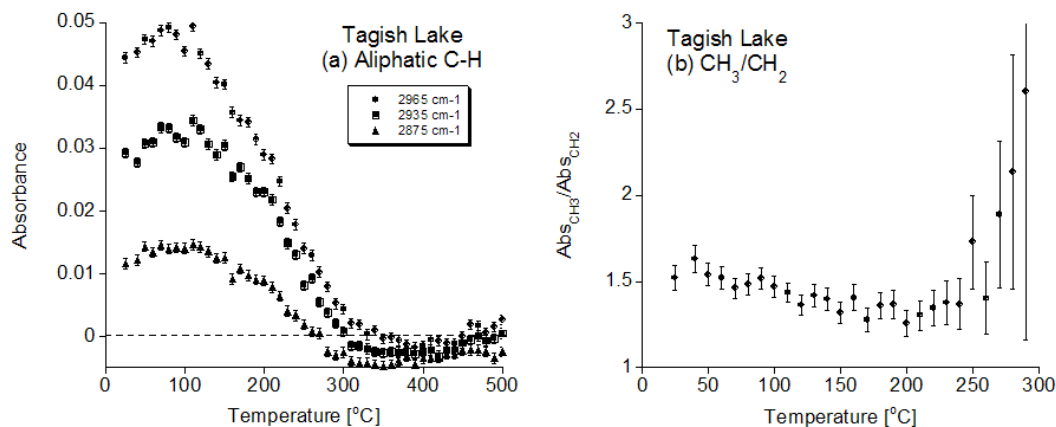 Tagish Lake
(a) Aliphatic C-H
2965 cm-1
2935 cm-1
2875 cm-1
Absorbance
0.05
0.04
0.03
0.02
0.01
0
0 100 200 300 400 500
Temperature [°C]
Tagish Lake
(b) CH3/CH2
AbsCH3/AbsCH2
3
2.5
2
1.5
1
0 50 100 150 200 250 300
Temperature [°C]